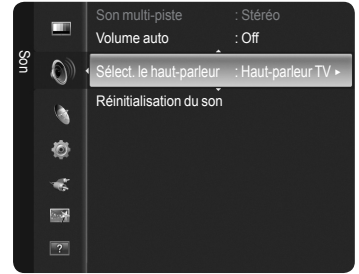 Son
Son multi-piste : Stéréo
Volume auto : Off
Sélect. le haut-parleur : Haut-parleur TV ►
Réinitialisation du son
?